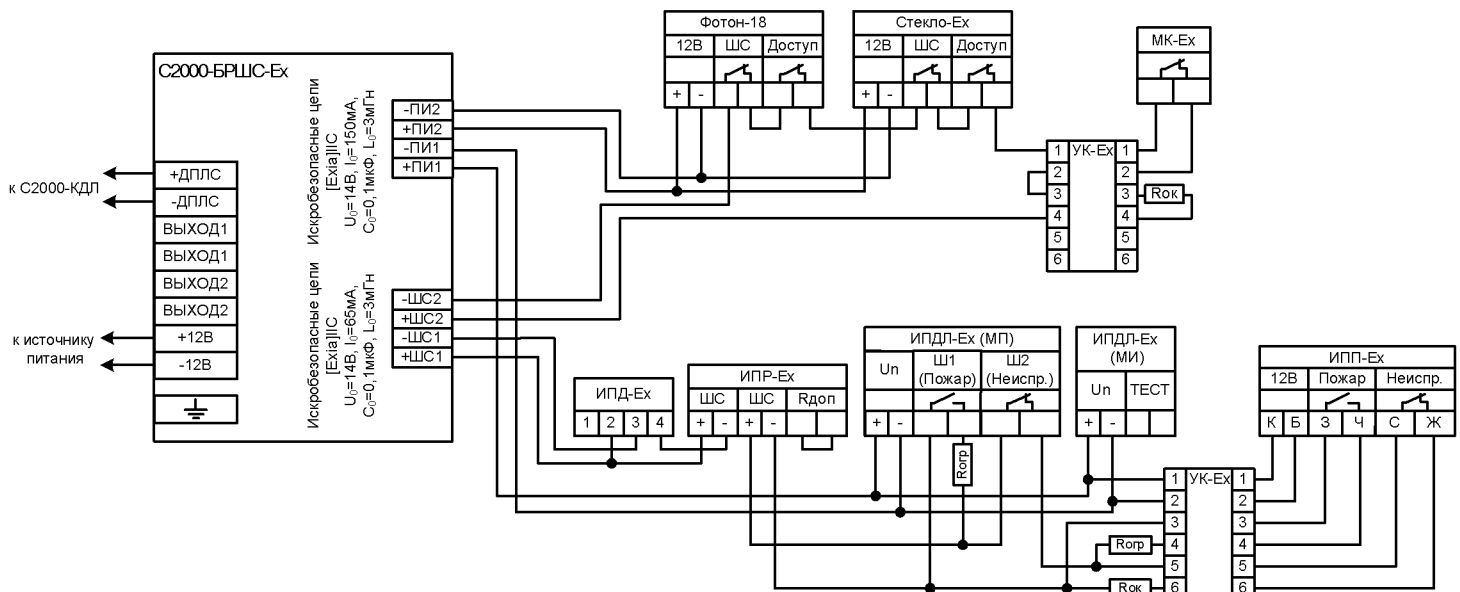 С2000-БРШС-Ех
Искробезопасные цепи
[Exia]IIC
U₀=14В, I₀=150мА,
C₀=0,1мкФ, L₀=3мГн
-ПИ2
+ПИ2
-ПИ1
+ПИ1
к С2000-КДЛ
+ДПЛС
-ДПЛС
ВЫХОД1
ВЫХОД1
ВЫХОД2
ВЫХОД2
к источнику
питания
+12В
-12В
Искробезопасные цепи
[Exia]IIC
U₀=14В, I₀=65мА,
C₀=0,1мкФ, L₀=3мГн
-ШС2
+ШС2
-ШС1
+ШС1
Фотон-18
12В ШС Доступ
+ -
Стекло-Ех
12В ШС Доступ
+ -
МК-Ех
УК-Ех
1 1
2 2
3 3
4 4
5 5
6 6
Rок
ИПД-Ех
1 2 3 4
ИПР-Ех
ШС ШС Rдоп
+ - + -
ИПДЛ-Ех (МП)
Un Ш1 Ш2
(Пожар) (Неиспр.)
+ -
Rогр
ИПДЛ-Ех
(МИ)
Un ТЕСТ
+ -
ИПП-Ех
12В Пожар Неиспр.
К Б З Ч С Ж
УК-Ех
1 1
2 2
3 3
Rогр 4 4
5 5
Rок 6 6